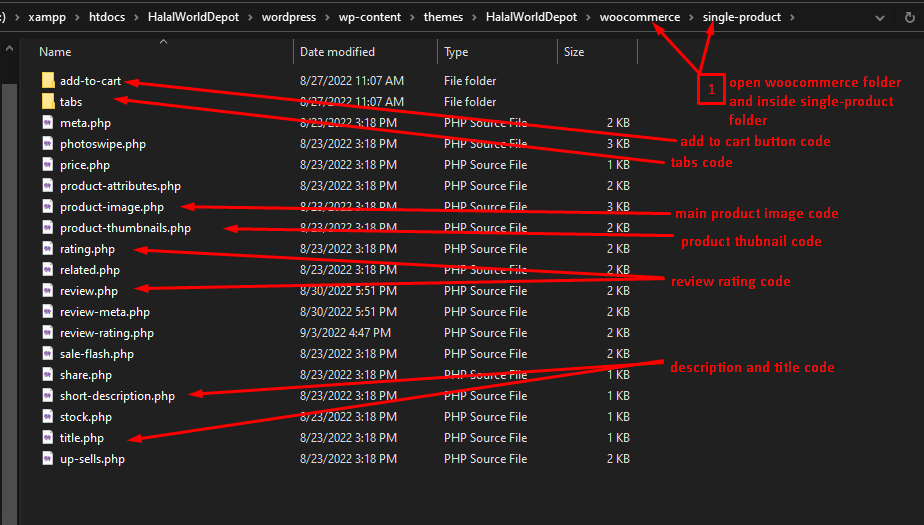 :) › xampp › htdocs › HalalWorldDepot › wordpress › wp-content › themes › HalalWorldDepot › woocommerce › single-product ›
Name Date modified Type Size
add-to-cart 8/27/2022 11:07 AM File folder
tabs 8/27/2022 11:07 AM File folder
meta.php 8/23/2022 3:18 PM PHP Source File 2 KB
photoswipe.php 8/23/2022 3:18 PM PHP Source File 3 KB
price.php 8/23/2022 3:18 PM PHP Source File 1 KB
product-attributes.php 8/23/2022 3:18 PM PHP Source File 2 KB
product-image.php 8/23/2022 3:18 PM PHP Source File 3 KB
product-thumbnails.php 8/23/2022 3:18 PM PHP Source File 2 KB
rating.php 8/23/2022 3:18 PM PHP Source File 2 KB
related.php 8/23/2022 3:18 PM PHP Source File 2 KB
review.php 8/30/2022 5:51 PM PHP Source File 2 KB
review-meta.php 8/30/2022 5:51 PM PHP Source File 2 KB
review-rating.php 9/3/2022 4:47 PM PHP Source File 2 KB
sale-flash.php 8/23/2022 3:18 PM PHP Source File 2 KB
share.php 8/23/2022 3:18 PM PHP Source File 1 KB
short-description.php 8/23/2022 3:18 PM PHP Source File 1 KB
stock.php 8/23/2022 3:18 PM PHP Source File 1 KB
title.php 8/23/2022 3:18 PM PHP Source File 1 KB
up-sells.php 8/23/2022 3:18 PM PHP Source File 2 KB
1
open woocommerce folder
and inside single-product
folder
add to cart button code
tabs code
main product image code
product thubnail code
review rating code
description and title code